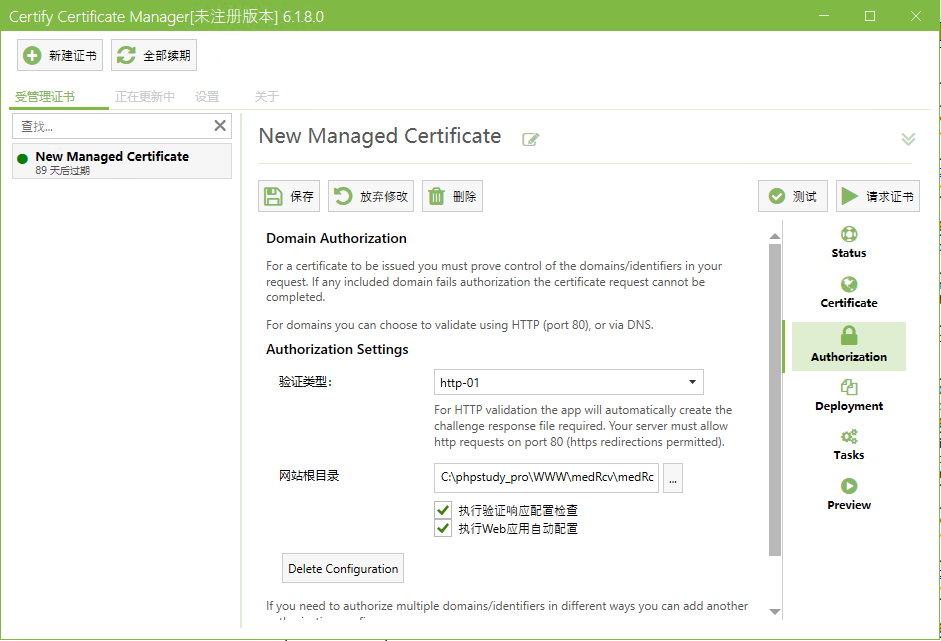 Certify Certificate Manager[未注册版本] 6.1.8.0
新建证书 全部续期
受管理证书 正在更新中 设置 关于
查找...
New Managed Certificate
89 天后过期
New Managed Certificate
保存 放弃修改 删除 测试 请求证书
Domain Authorization
For a certificate to be issued you must prove control of the domains/identifiers in your
request. If any included domain fails authorization the certificate request cannot be
completed.
For domains you can choose to validate using HTTP (port 80), or via DNS.
Authorization Settings
验证类型: http-01
For HTTP validation the app will automatically create the
challenge response file required. Your server must allow
http requests on port 80 (https redirections permitted).
网站根目录 C:\phpstudy_pro\WWW\medRcv\medRc ...
执行验证响应配置检查
执行Web应用自动配置
Delete Configuration
If you need to authorize multiple domains/identifiers in different ways you can add another
Status
Certificate
Authorization
Deployment
Tasks
Preview